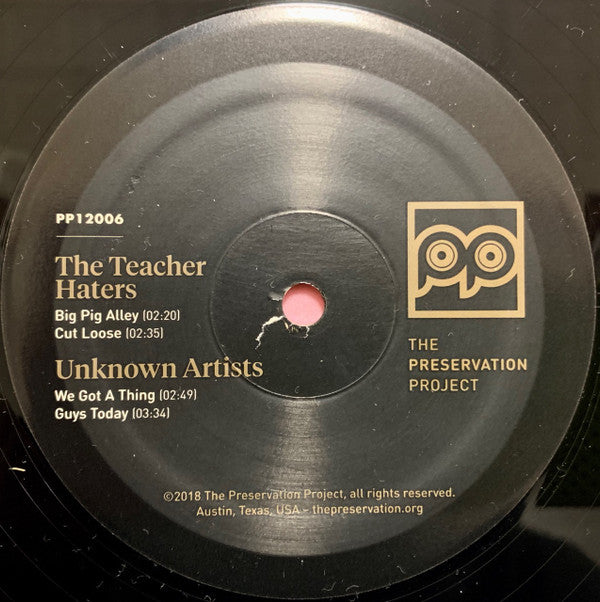 PP12006
The Teacher
Haters
Big Pig Alley (02:20)
Cut Loose (02:35)
Unknown Artists
We Got A Thing (02:49)
Guys Today (03:34)
THE
PRESERVATION
PROJECT
©2018 The Preservation Project, all rights reserved.
Austin, Texas, USA – thepreservation.org